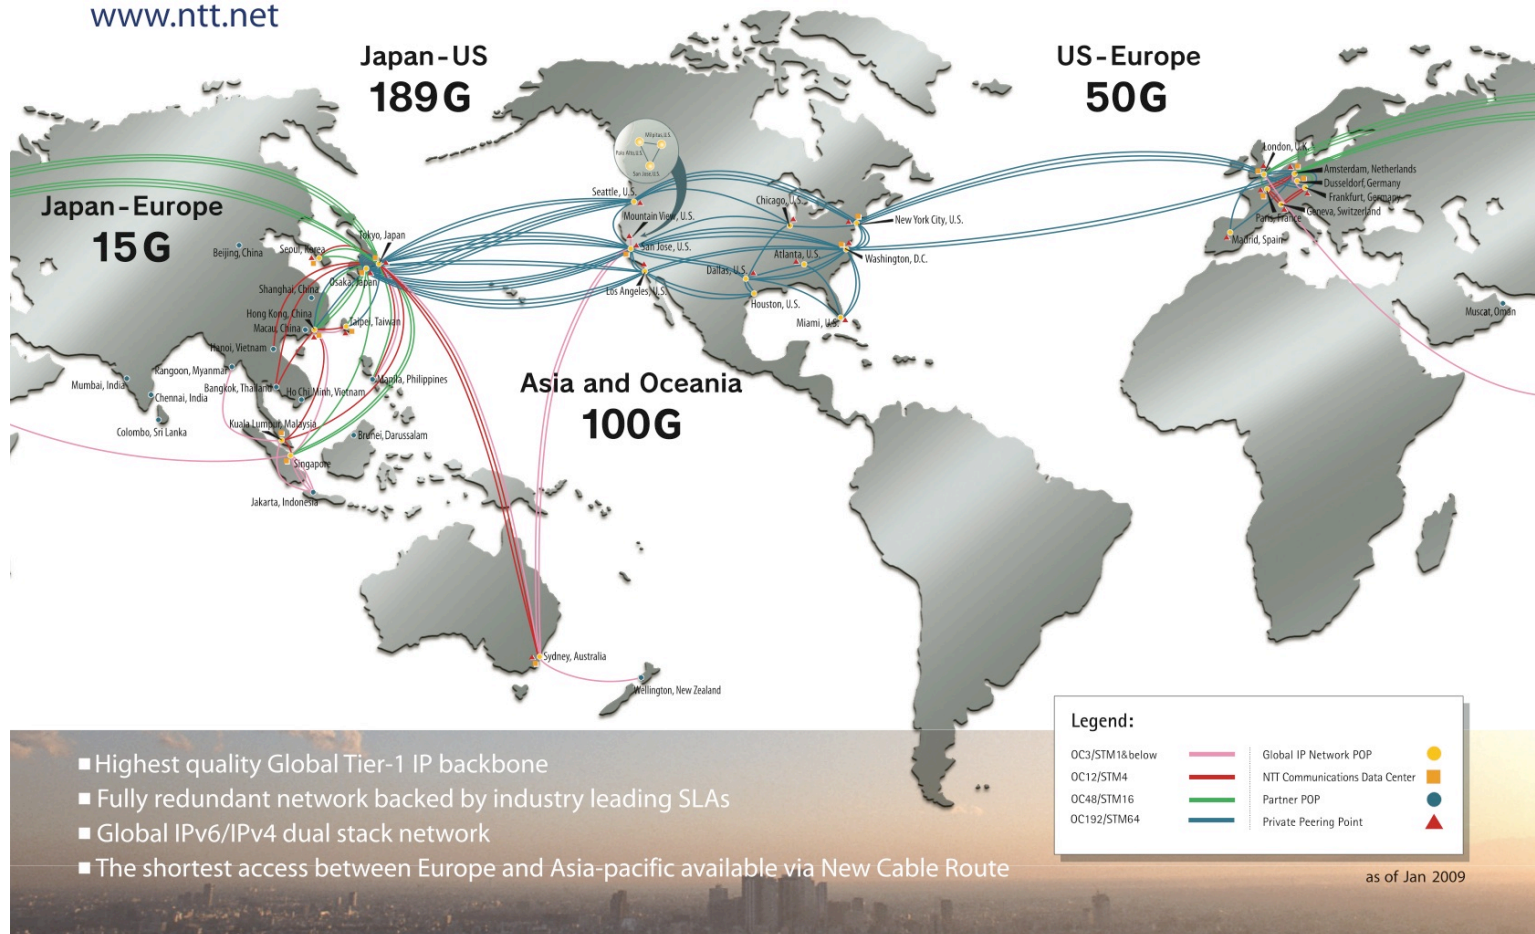 www.ntt.net
Japan-US
189G
US-Europe
50G
Japan-Europe
15G
Asia and Oceania
100G
Milpitas,U.S.
Palo Alto,U.S.
San Jose,U.S.
Seattle, U.S.
Mountain View, U.S.
San Jose, U.S.
Los Angeles, U.S.
Chicago, U.S.
New York City, U.S.
Washington, D.C.
Atlanta, U.S.
Dallas, U.S.
Houston, U.S.
Miami, U.S.
London, U.K.
Amsterdam, Netherlands
Dusseldorf, Germany
Frankfurt, Germany
Geneva, Switzerland
Paris, France
Madrid, Spain
Muscat, Oman
Tokyo, Japan
Seoul, Korea
Beijing, China
Osaka, Japan
Shanghai, China
Hong Kong, China
Macau, China
Taipei, Taiwan
Hanoi, Vietnam
Rangoon, Myanmar
Mumbai, India
Bangkok, Thailand
Ho Chi Minh, Vietnam
Manila, Philippines
Chennai, India
Colombo, Sri Lanka
Kuala Lumpur, Malaysia
Brunei, Darussalam
Singapore
Jakarta, Indonesia
Sydney, Australia
Wellington, New Zealand
Legend:
OC3/STM1&below
Global IP Network POP
OC12/STM4
NTT Communications Data Center
OC48/STM16
Partner POP
OC192/STM64
Private Peering Point
as of Jan 2009
■ Highest quality Global Tier-1 IP backbone
■ Fully redundant network backed by industry leading SLAs
■ Global IPv6/IPv4 dual stack network
■ The shortest access between Europe and Asia-pacific available via New Cable Route